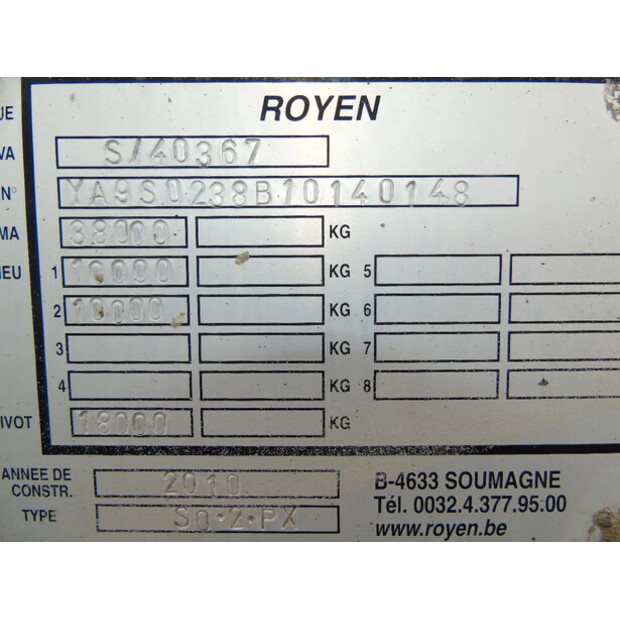 ROYEN
VA S/40367
N° YA9S0238B10140148
MA 38000 KG
IEU 1 10000 KG 5
2 10000 KG 6
3 KG 7
4 KG 8
IVOT 18000 KG
ANNEE DE CONSTR. 2010
TYPE SO·2·PX
B-4633 SOUMAGNE
Tél. 0032.4.377.95.00
www.royen.be